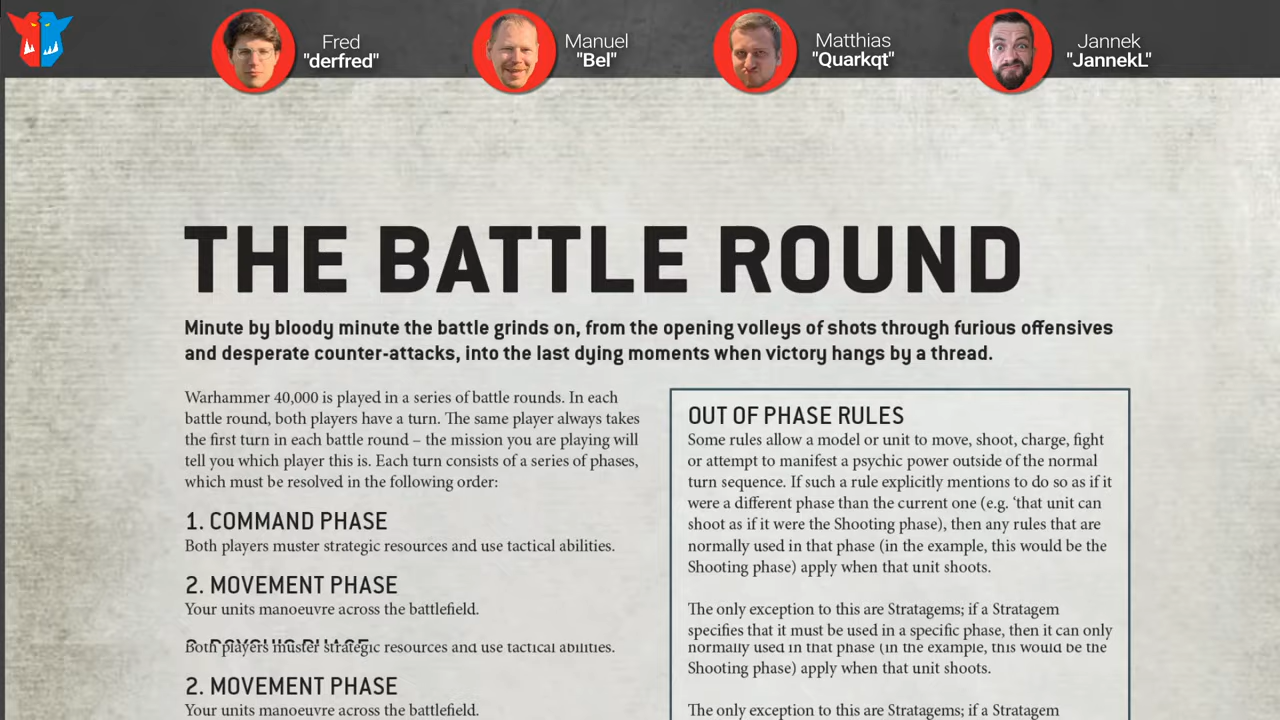 Fred
"derfred"
Manuel
"Bel"
Matthias
"Quarkqt"
Jannek
"JannekL"
THE BATTLE ROUND
Minute by bloody minute the battle grinds on, from the opening volleys of shots through furious offensives
and desperate counter-attacks, into the last dying moments when victory hangs by a thread.
Warhammer 40,000 is played in a series of battle rounds. In each
battle round, both players have a turn. The same player always takes
the first turn in each battle round – the mission you are playing will
tell you which player this is. Each turn consists of a series of phases,
which must be resolved in the following order:
1. COMMAND PHASE
Both players muster strategic resources and use tactical abilities.
2. MOVEMENT PHASE
Your units manoeuvre across the battlefield.
Both players muster strategic resources and use tactical abilities.
2. MOVEMENT PHASE
Your units manoeuvre across the battlefield.
OUT OF PHASE RULES
Some rules allow a model or unit to move, shoot, charge, fight
or attempt to manifest a psychic power outside of the normal
turn sequence. If such a rule explicitly mentions to do so as if it
were a different phase than the current one (e.g. ‘that unit can
shoot as if it were the Shooting phase), then any rules that are
normally used in that phase (in the example, this would be the
Shooting phase) apply when that unit shoots.
The only exception to this are Stratagems; if a Stratagem
specifies that it must be used in a specific phase, then it can only
normally used in that phase (in the example, this would be the
Shooting phase) apply when that unit shoots.
The only exception to this are Stratagems; if a Stratagem